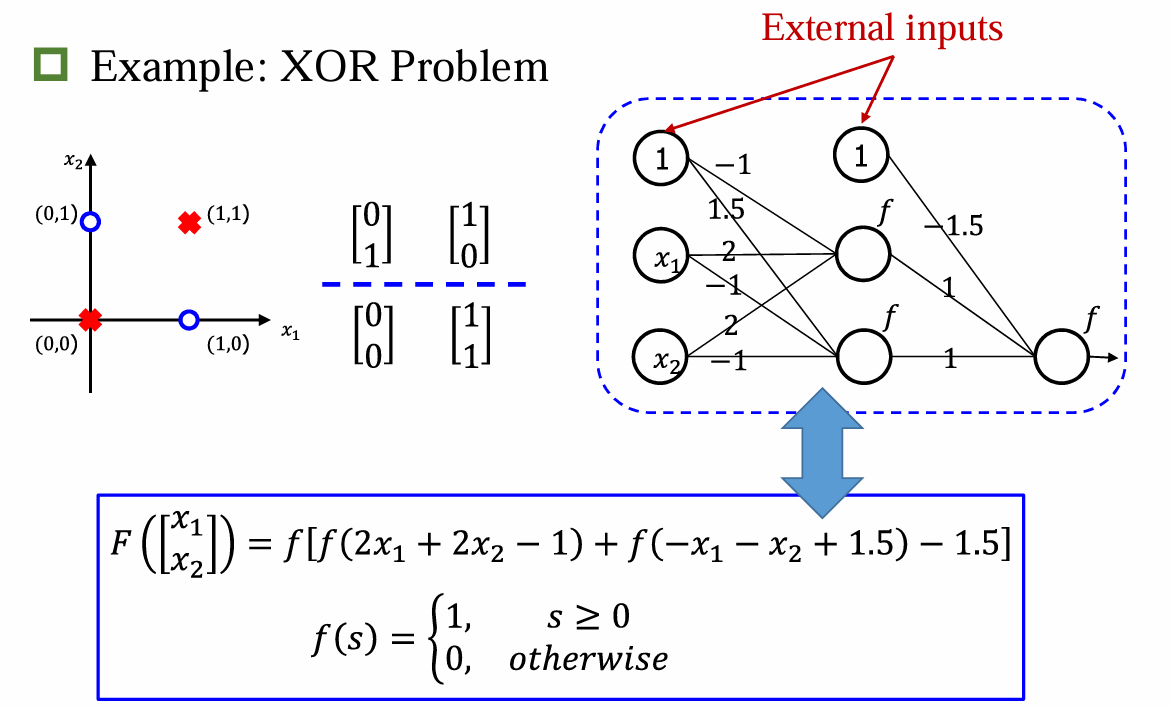 External inputs
Example: XOR Problem
x₂
(0,1)
(1,1)
(0,0)
(1,0)
x₁
[0 1] [1 0]
[0 0] [1 1]
1
1
−1
1.5
f
−1.5
x₁
2
−1
1
f
f
x₂
2
−1
1
F([x₁ x₂]) = f[f(2x₁ + 2x₂ − 1) + f(−x₁ − x₂ + 1.5) − 1.5]
f(s) = {1, s ≥ 0
0, otherwise